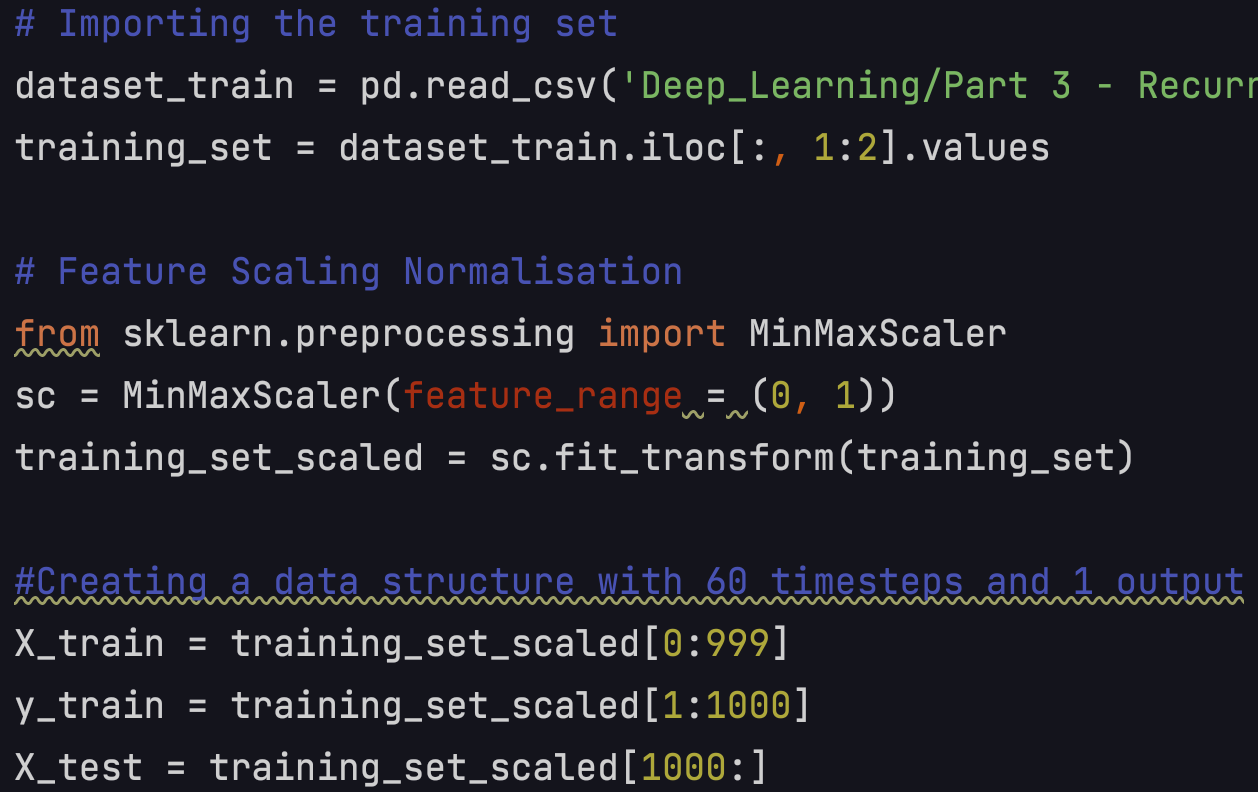 # Importing the training set
dataset_train = pd.read_csv('Deep_Learning/Part 3 - Recurr
training_set = dataset_train.iloc[:, 1:2].values
# Feature Scaling Normalisation
from sklearn.preprocessing import MinMaxScaler
sc = MinMaxScaler(feature_range = (0, 1))
training_set_scaled = sc.fit_transform(training_set)
#Creating a data structure with 60 timesteps and 1 output
X_train = training_set_scaled[0:999]
y_train = training_set_scaled[1:1000]
X_test = training_set_scaled[1000:]